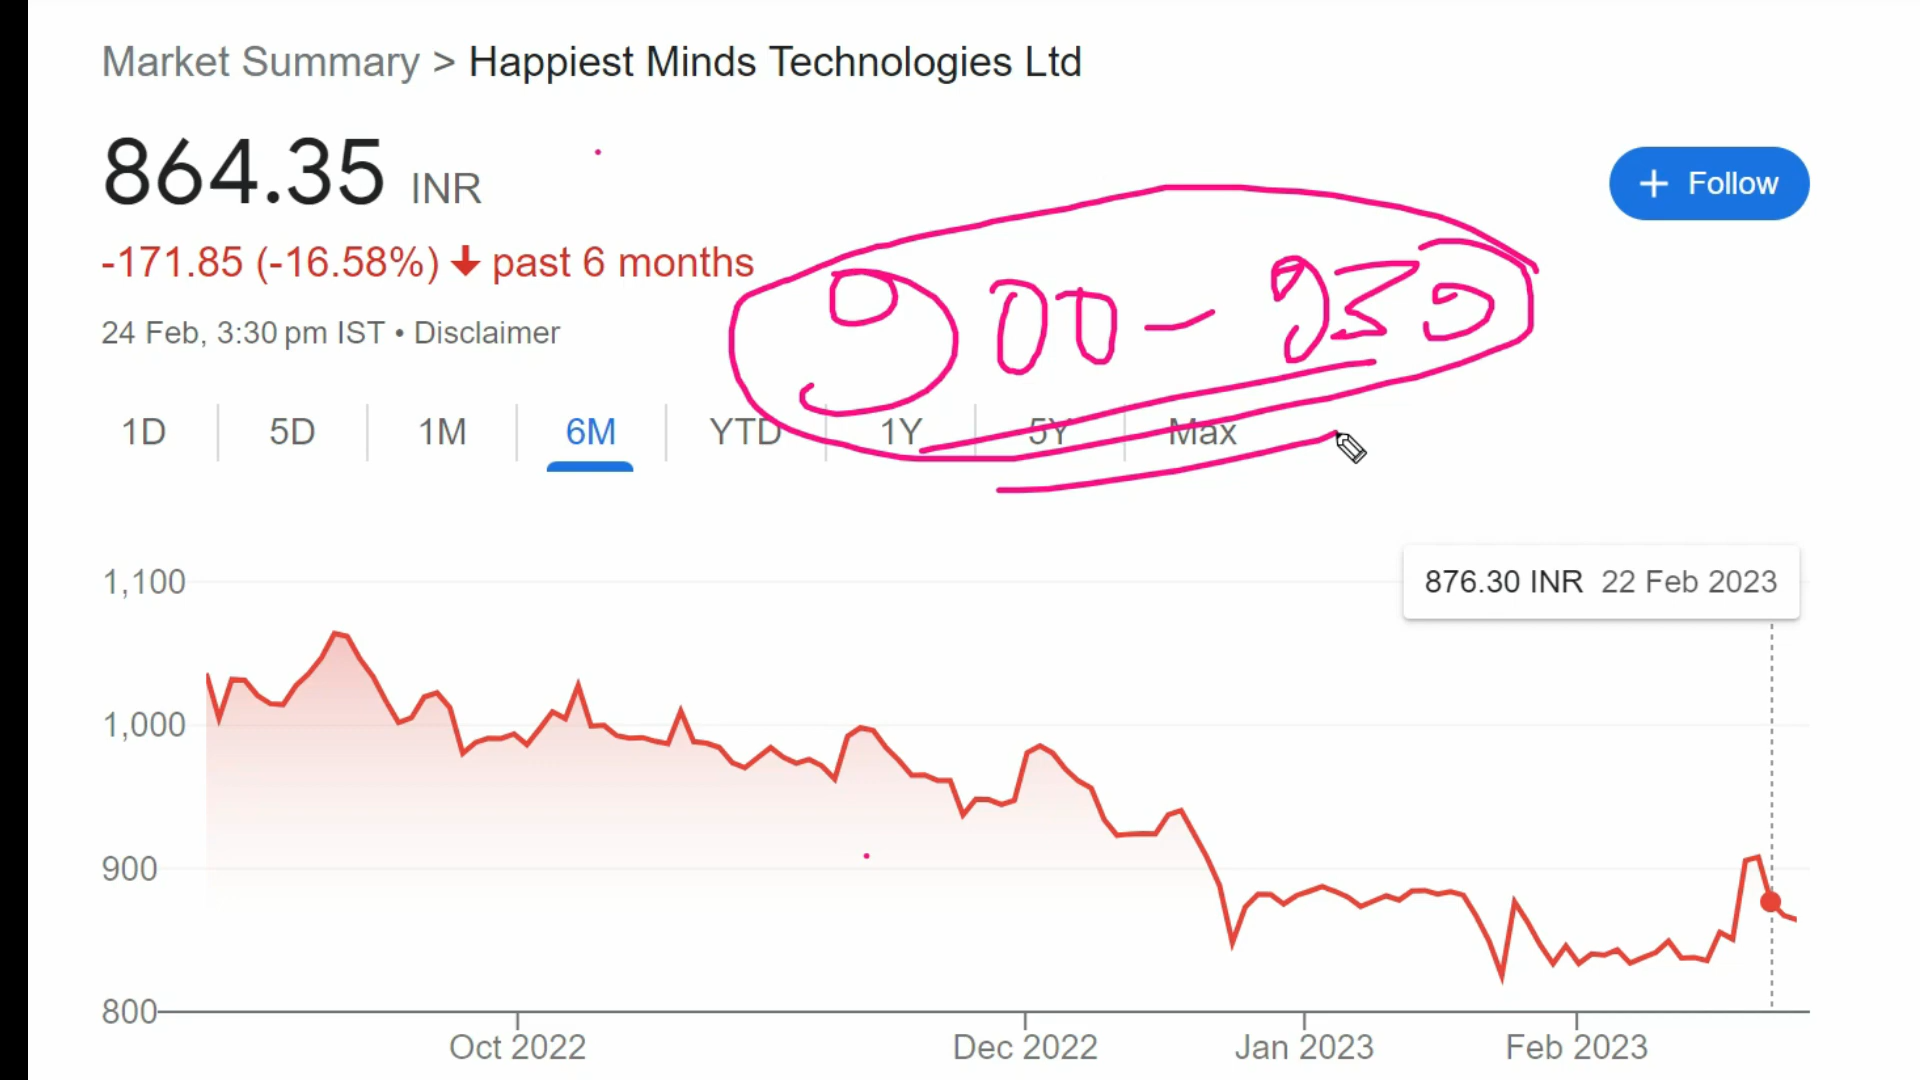 Market Summary > Happiest Minds Technologies Ltd
864.35 INR
+ Follow
-171.85 (-16.58%) ↓ past 6 months
900 - 950
24 Feb, 3:30 pm IST • Disclaimer
1D 5D 1M 6M YTD 1Y 5Y Max
876.30 INR 22 Feb 2023
1,100
1,000
900
800
Oct 2022 Dec 2022 Jan 2023 Feb 2023